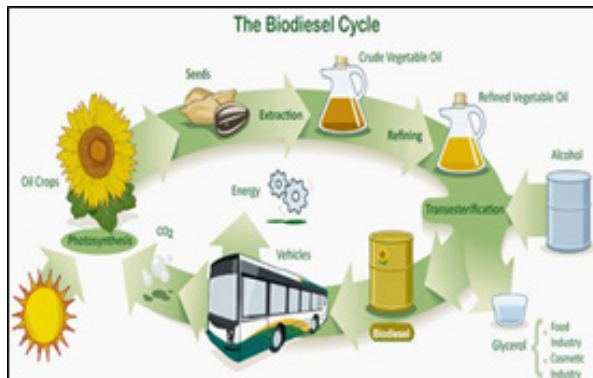 The Biodiesel Cycle
Seeds
Crude Vegetable Oil
Refined Vegetable Oil
Extraction
Refining
Oil Crops
Energy
Alcohol
Transesterification
Photosynthesis
CO2
Vehicles
Biodiesel
Glycerol
Food
Industry
Cosmetic
Industry